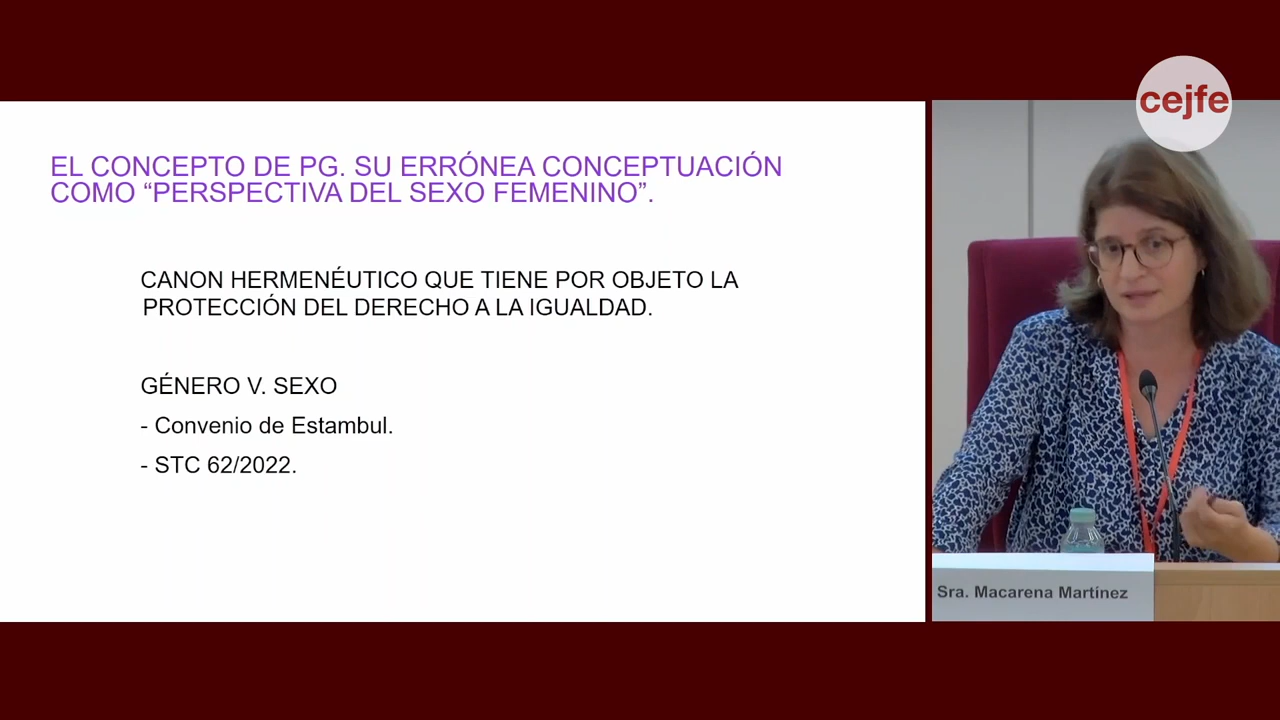 EL CONCEPTO DE PG. SU ERRÓNEA CONCEPTUACIÓN
COMO “PERSPECTIVA DEL SEXO FEMENINO”.
CANON HERMENÉUTICO QUE TIENE POR OBJETO LA
PROTECCIÓN DEL DERECHO A LA IGUALDAD.
GÉNERO V. SEXO
- Convenio de Estambul.
- STC 62/2022.
cejfe
Sra. Macarena Martínez